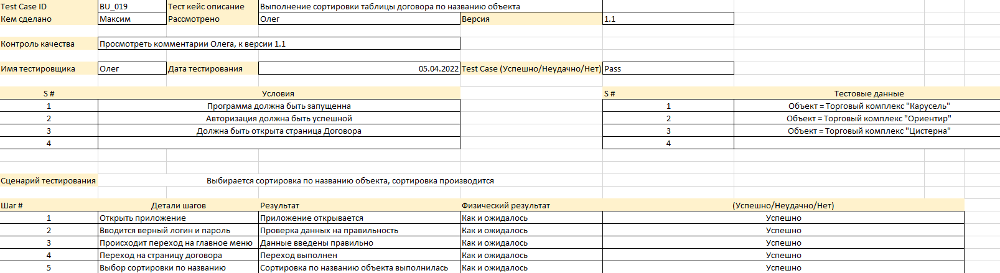 Test Case ID BU_019 Тест кейс описание Выполнение сортировки таблицы договора по названию объекта
Кем сделано Максим Рассмотрено Олег Версия 1.1
Контроль качества Просмотреть комментарии Олега, к версии 1.1
Имя тестировщика Олег Дата тестирования 05.04.2022 Test Case (Успешно/Неудачно/Нет) Pass
S # Условия S # Тестовые данные
1 Программа должна быть запущенна 1 Объект = Торговый комплекс "Карусель"
2 Авторизация должна быть успешной 2 Объект = Торговый комплекс "Ориентир"
3 Должна быть открыта страница Договора 3 Объект = Торговый комплекс "Цистерна"
4 4
Сценарий тестирования Выбирается сортировка по названию объекта, сортировка производится
Шаг # Детали шагов Результат Физический результат (Успешно/Неудачно/Нет)
1 Открыть приложение Приложение открывается Как и ожидалось Успешно
2 Вводится верный логин и пароль Проверка данных на правильность Как и ожидалось Успешно
3 Происходит переход на главное меню Данные введены правильно Как и ожидалось Успешно
4 Переход на страницу договора Переход выполнен Как и ожидалось Успешно
5 Выбор сортировки по названию Сортировка по названию объекта выполнилась Как и ожидалось Успешно